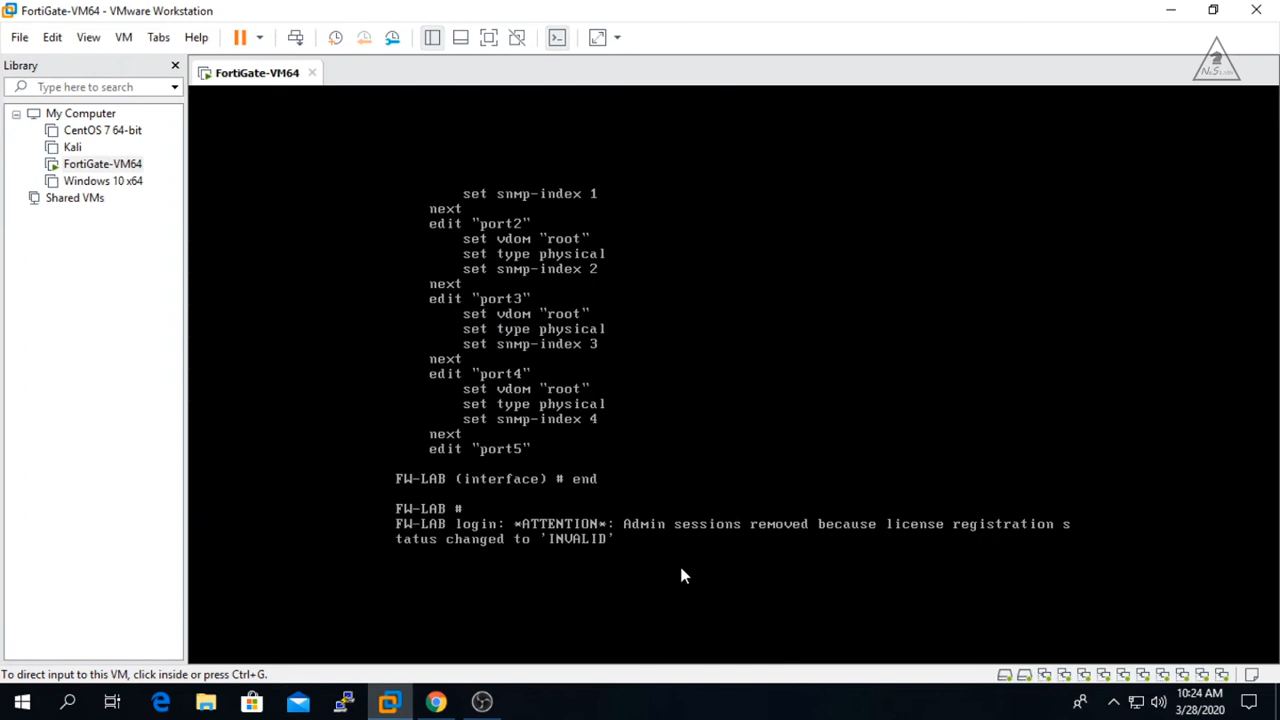 FortiGate-VM64 - VMware Workstation
File Edit View VM Tabs Help
Library
FortiGate-VM64
Type here to search
My Computer
CentOS 7 64-bit
Kali
FortiGate-VM64
Windows 10 x64
Shared VMs
set snmp-index 1
next
edit "port2"
set vdom "root"
set type physical
set snmp-index 2
next
edit "port3"
set vdom "root"
set type physical
set snmp-index 3
next
edit "port4"
set vdom "root"
set type physical
set snmp-index 4
next
edit "port5"
FW-LAB (interface) # end
FW-LAB #
FW-LAB login: *ATTENTION*: Admin sessions removed because license registration s
tatus changed to 'INVALID'
To direct input to this VM, click inside or press Ctrl+G.
10:24 AM
3/28/2020